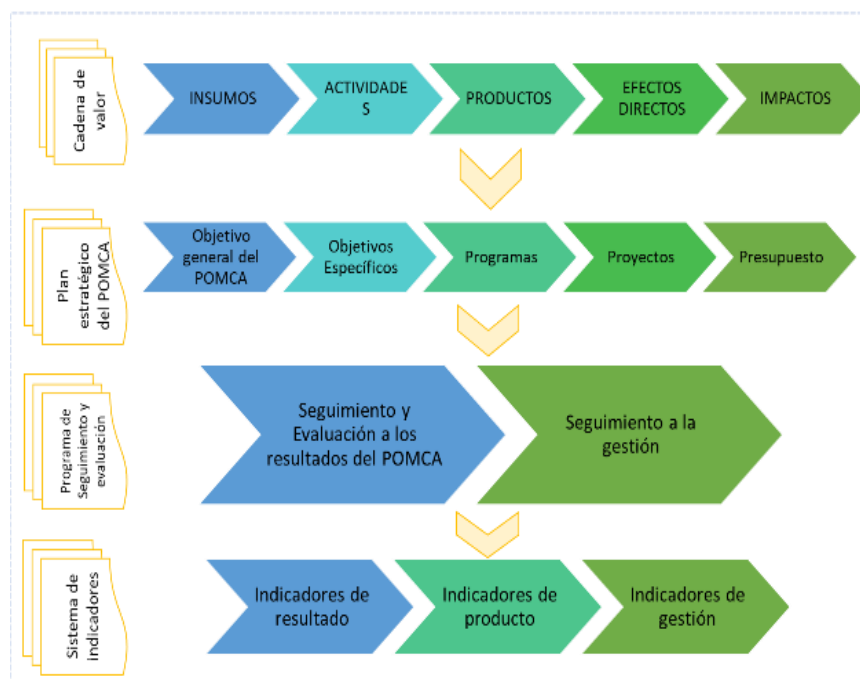 Cadena de
valor
INSUMOS
ACTIVIDADE
S
PRODUCTOS
EFECTOS
DIRECTOS
IMPACTOS
Plan
estratégico
del POMCA
Objetivo
general del
POMCA
Objetivos
Específicos
Programas
Proyectos
Presupuesto
Programa de
Seguimiento y
evaluación
Seguimiento y
Evaluación a los
resultados del POMCA
Seguimiento a la
gestión
Sistema de
indicadores
Indicadores de
resultado
Indicadores de
producto
Indicadores de
gestión